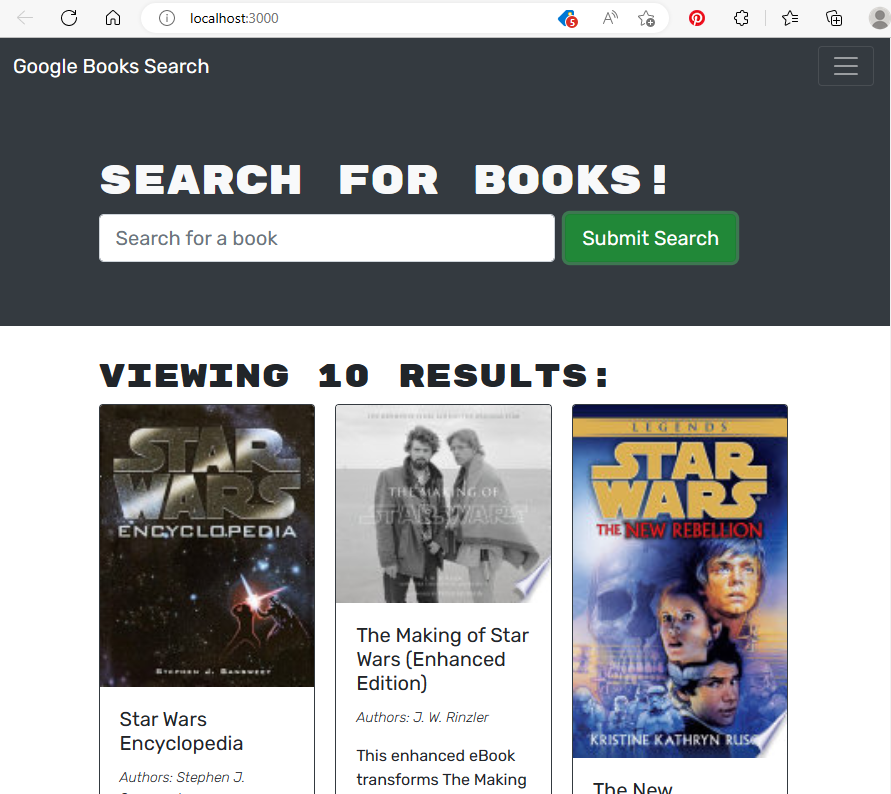 localhost:3000
5
Google Books Search
SEARCH FOR BOOKS!
Search for a book
Submit Search
VIEWING 10 RESULTS:
STAR
WARS
ENCYCLOPEDIA
STEPHEN J. SANSWEET
Star Wars
Encyclopedia
Authors: Stephen J.
THE MAKING OF
STAR WARS
The Making of Star
Wars (Enhanced
Edition)
Authors: J. W. Rinzler
This enhanced eBook
transforms The Making
LEGENDS
STAR
WARS
THE NEW REBELLION
KRISTINE KATHRYN RUSC
The New